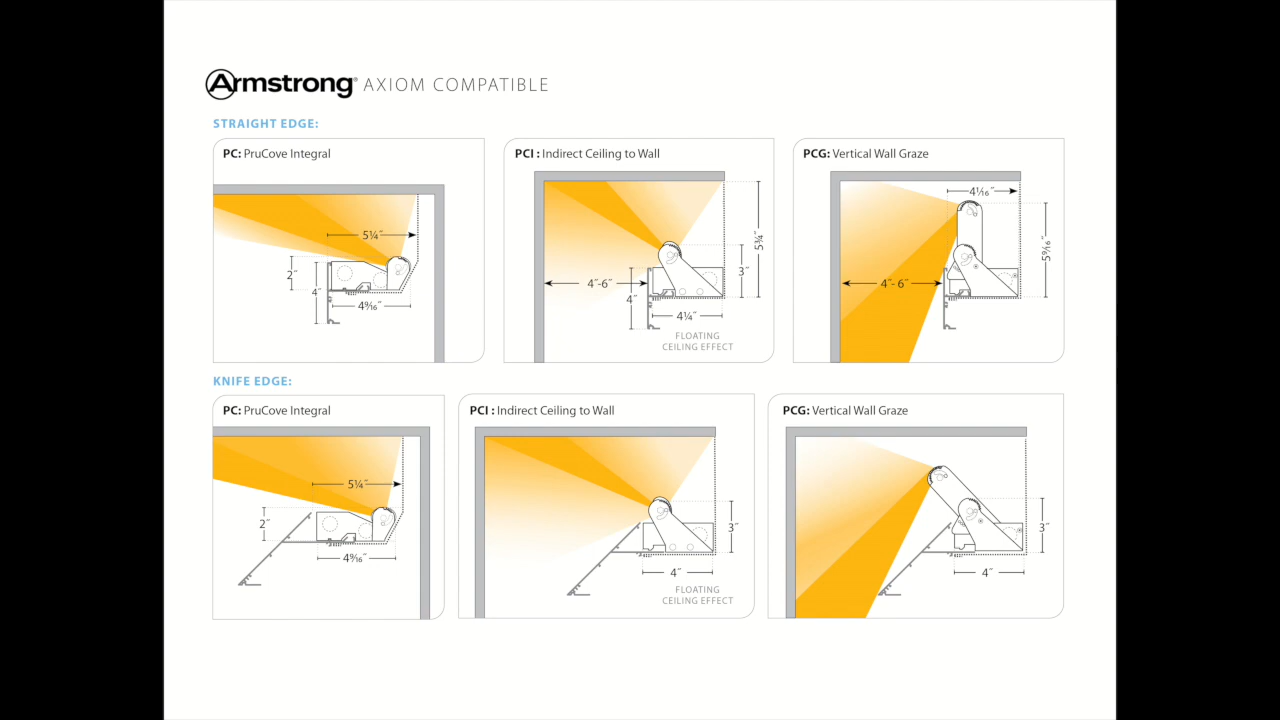 Armstrong® AXIOM COMPATIBLE
STRAIGHT EDGE:
PC: PruCove Integral
5¼″
2″
4″
4⁹⁄₁₆″
PCI : Indirect Ceiling to Wall
5¾″
3″
4″-6″
4″
4¼″
FLOATING
CEILING EFFECT
PCG: Vertical Wall Graze
4¹⁄₁₆″
5⁹⁄₁₆″
4″- 6″
KNIFE EDGE:
PC: PruCove Integral
5¼″
2″
4⁹⁄₁₆″
PCI : Indirect Ceiling to Wall
3″
4″
FLOATING
CEILING EFFECT
PCG: Vertical Wall Graze
3″
4″